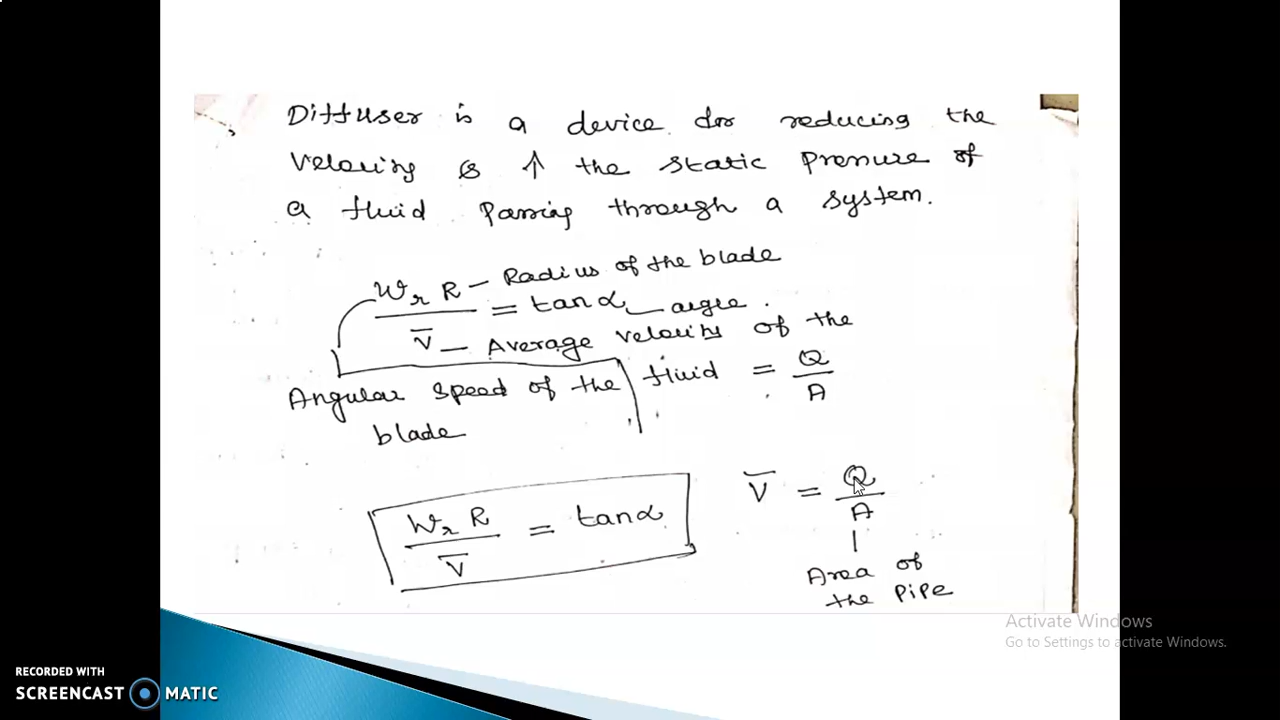 Diffuser is a device for reducing the
velocity & ↑ the static pressure of
a fluid passing through a system.
Wr R — Radius of the blade
= tanα — angle.
V̅ — Average velocity of the
fluid = Q/A
Angular speed of the
blade
Wr R / V̅ = tanα
V̅ = Q/A
Area of
the pipe
Activate Windows
Go to Settings to activate Windows.
RECORDED WITH
SCREENCAST MATIC